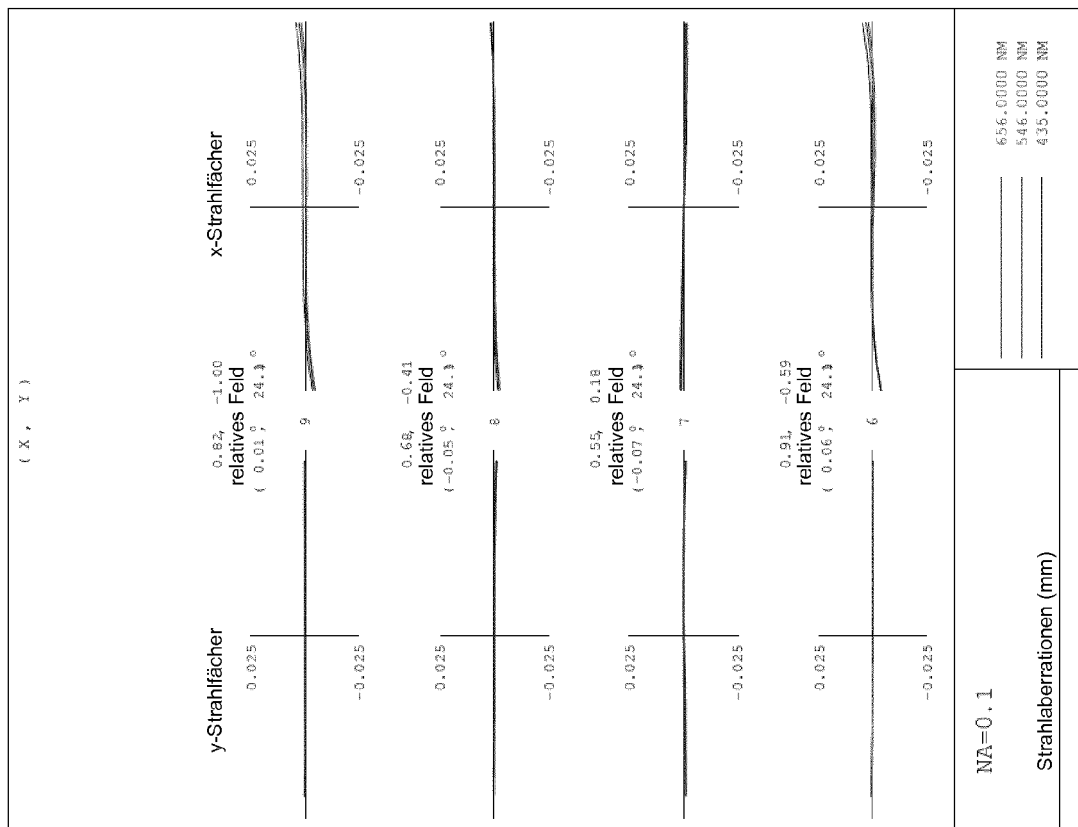 ( X , Y )
y-Strahlfächer
x-Strahlfächer
0.82, -1.00
relatives Feld
( 0.01°, 24.1)°
0.025
0.025
9
-0.025
-0.025
0.68, -0.41
relatives Feld
(-0.05°, 24.1)°
0.025
0.025
8
-0.025
-0.025
0.55, 0.18
relatives Feld
(-0.07°, 24.1)°
0.025
0.025
7
-0.025
-0.025
0.91, -0.59
relatives Feld
( 0.06°, 24.1)°
0.025
0.025
6
-0.025
-0.025
NA=0.1
Strahlaberrationen (mm)
656.0000 NM
546.0000 NM
435.0000 NM